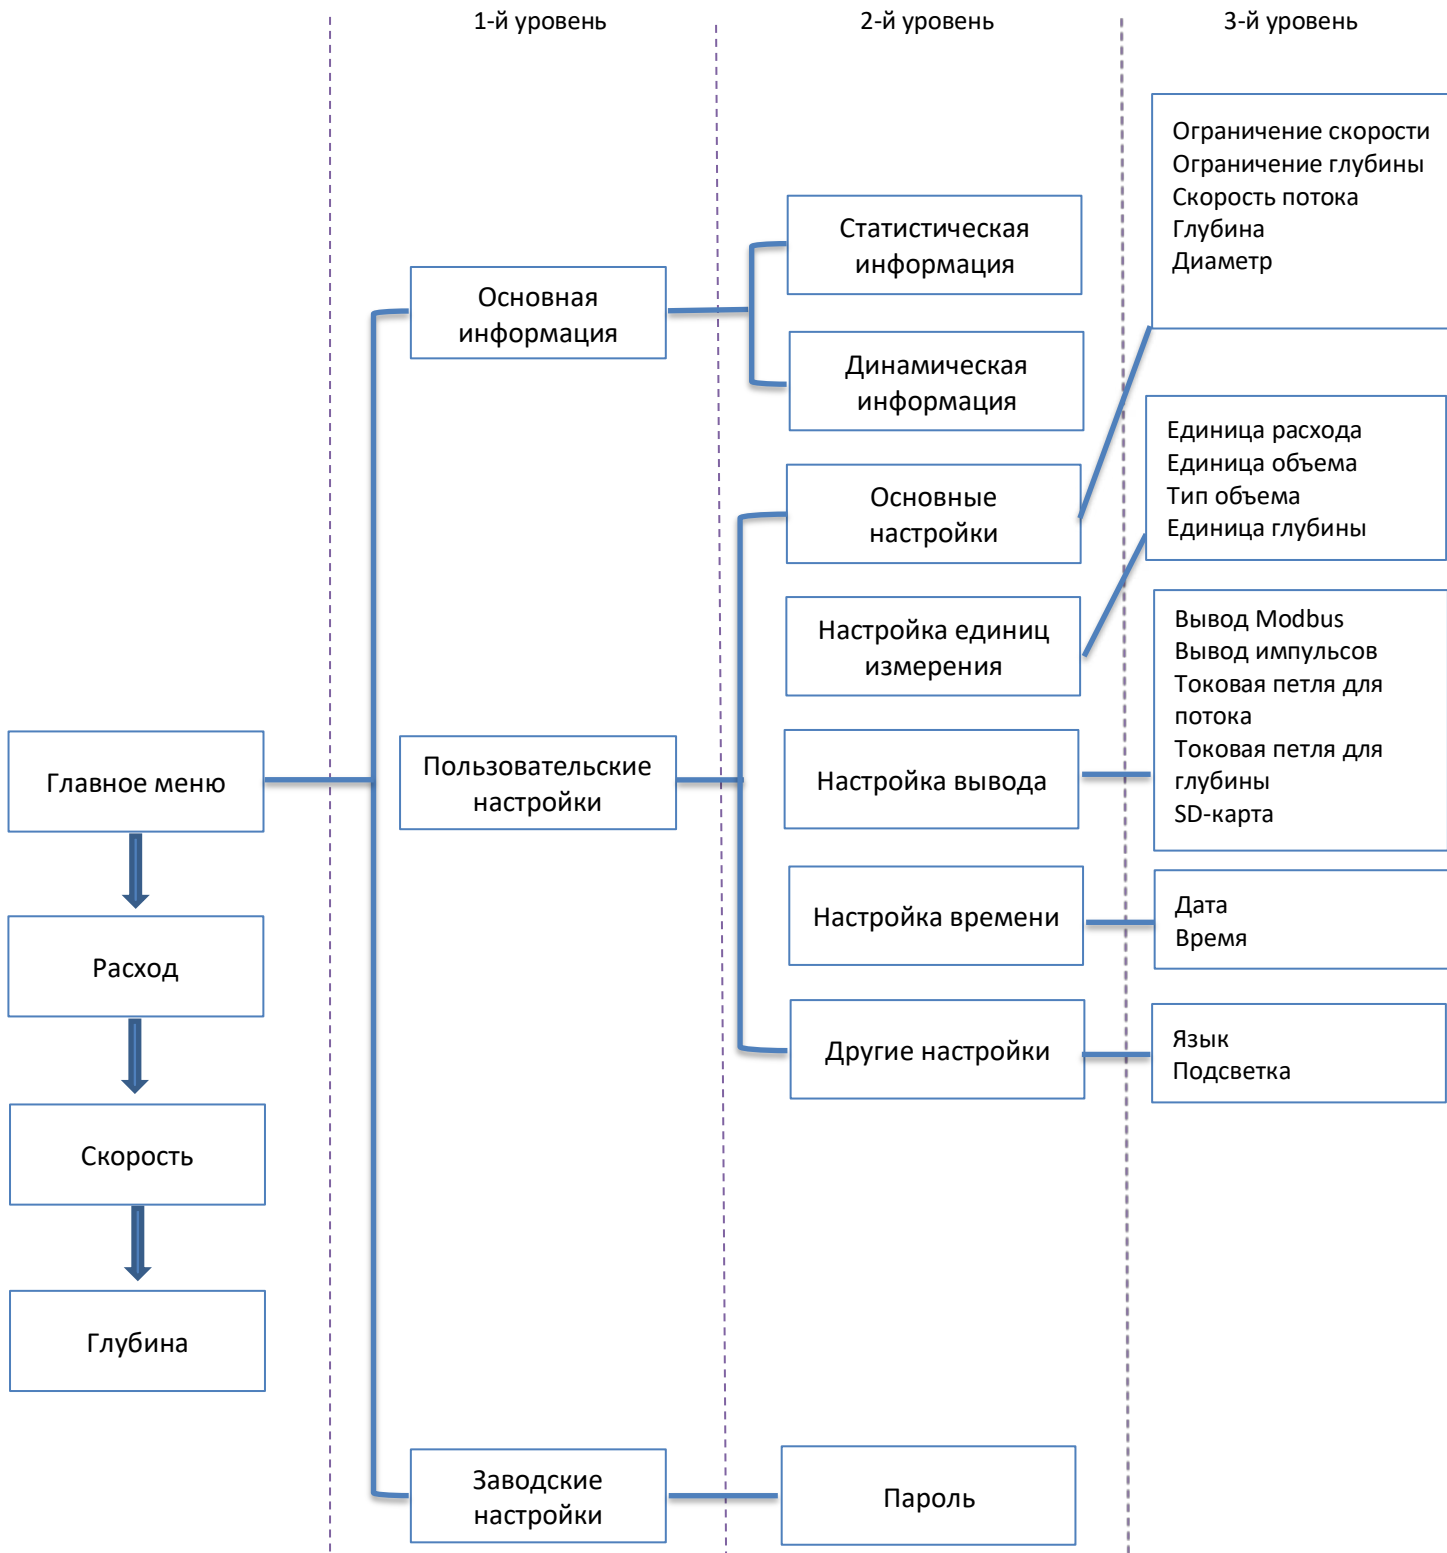 1-й уровень
2-й уровень
3-й уровень
Главное меню
Расход
Скорость
Глубина
Основная
информация
Пользовательские
настройки
Заводские
настройки
Статистическая
информация
Динамическая
информация
Основные
настройки
Настройка единиц
измерения
Настройка вывода
Настройка времени
Другие настройки
Пароль
Ограничение скорости
Ограничение глубины
Скорость потока
Глубина
Диаметр
Единица расхода
Единица объема
Тип объема
Единица глубины
Вывод Modbus
Вывод импульсов
Токовая петля для
потока
Токовая петля для
глубины
SD-карта
Дата
Время
Язык
Подсветка